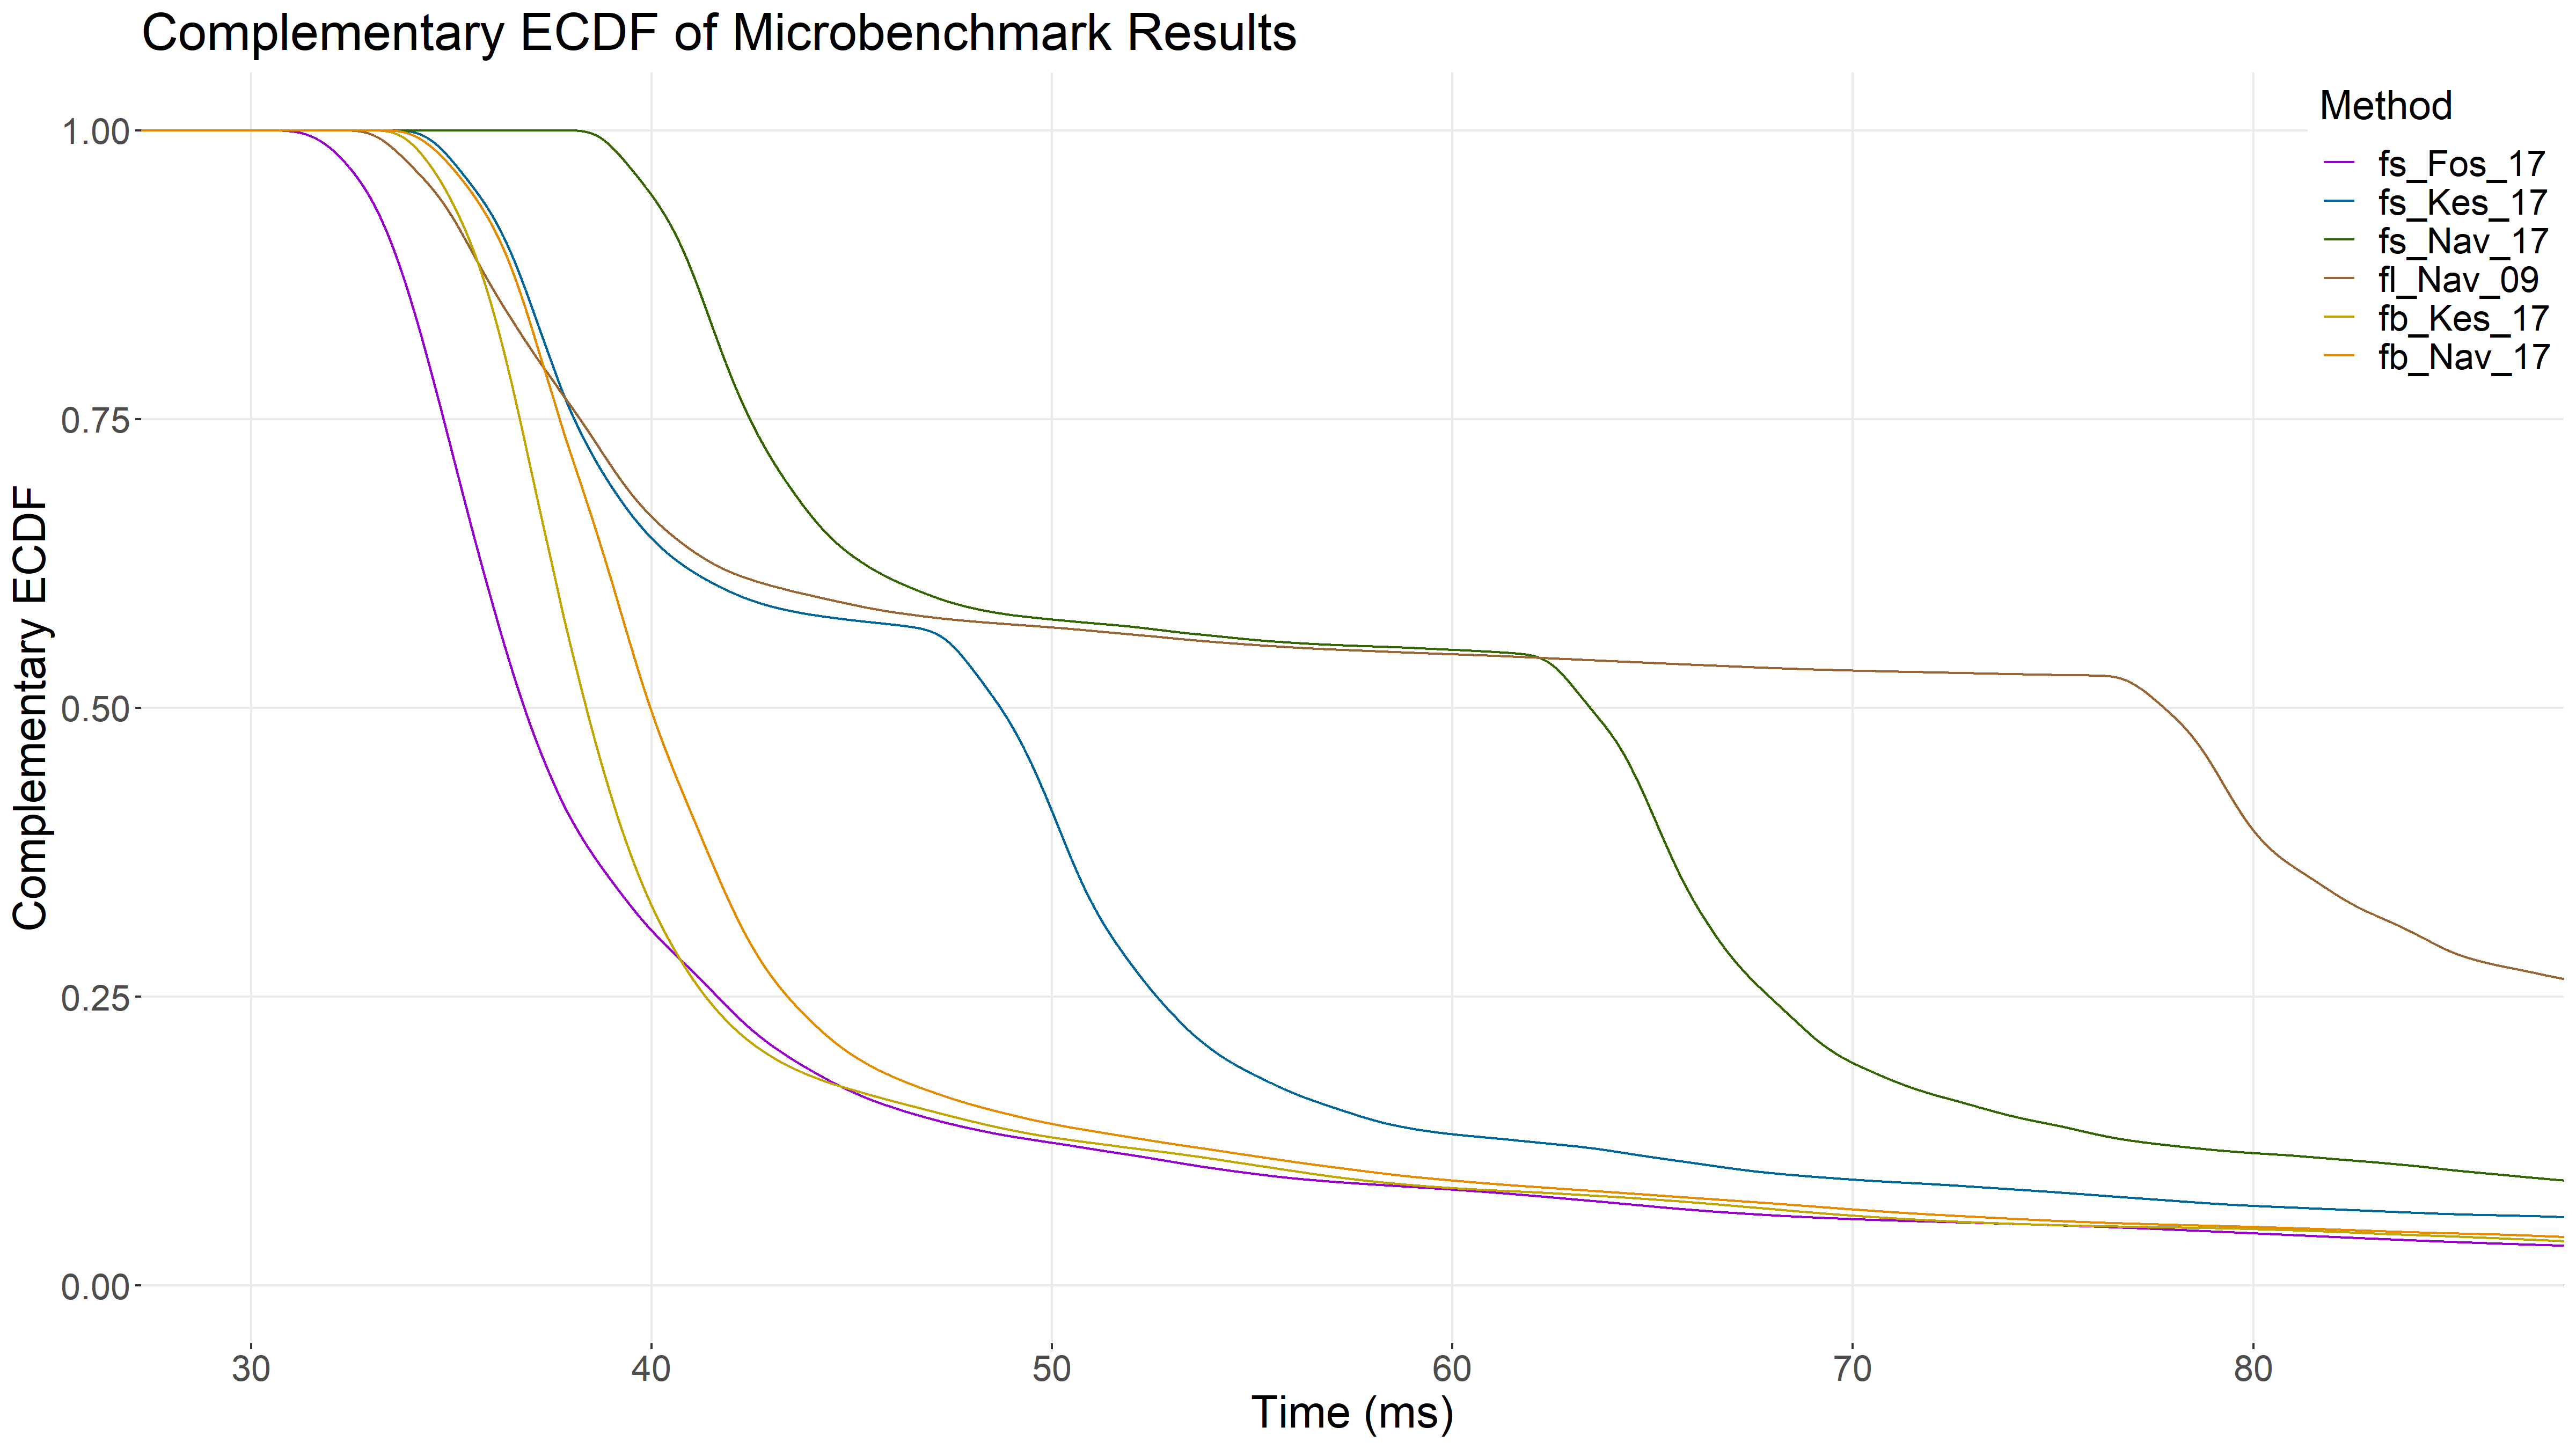 Complementary ECDF of Microbenchmark Results
Method
fs_Fos_17
fs_Kes_17
fs_Nav_17
fl_Nav_09
fb_Kes_17
fb_Nav_17
Complementary ECDF
1.00
0.75
0.50
0.25
0.00
30 40 50 60 70 80
Time (ms)